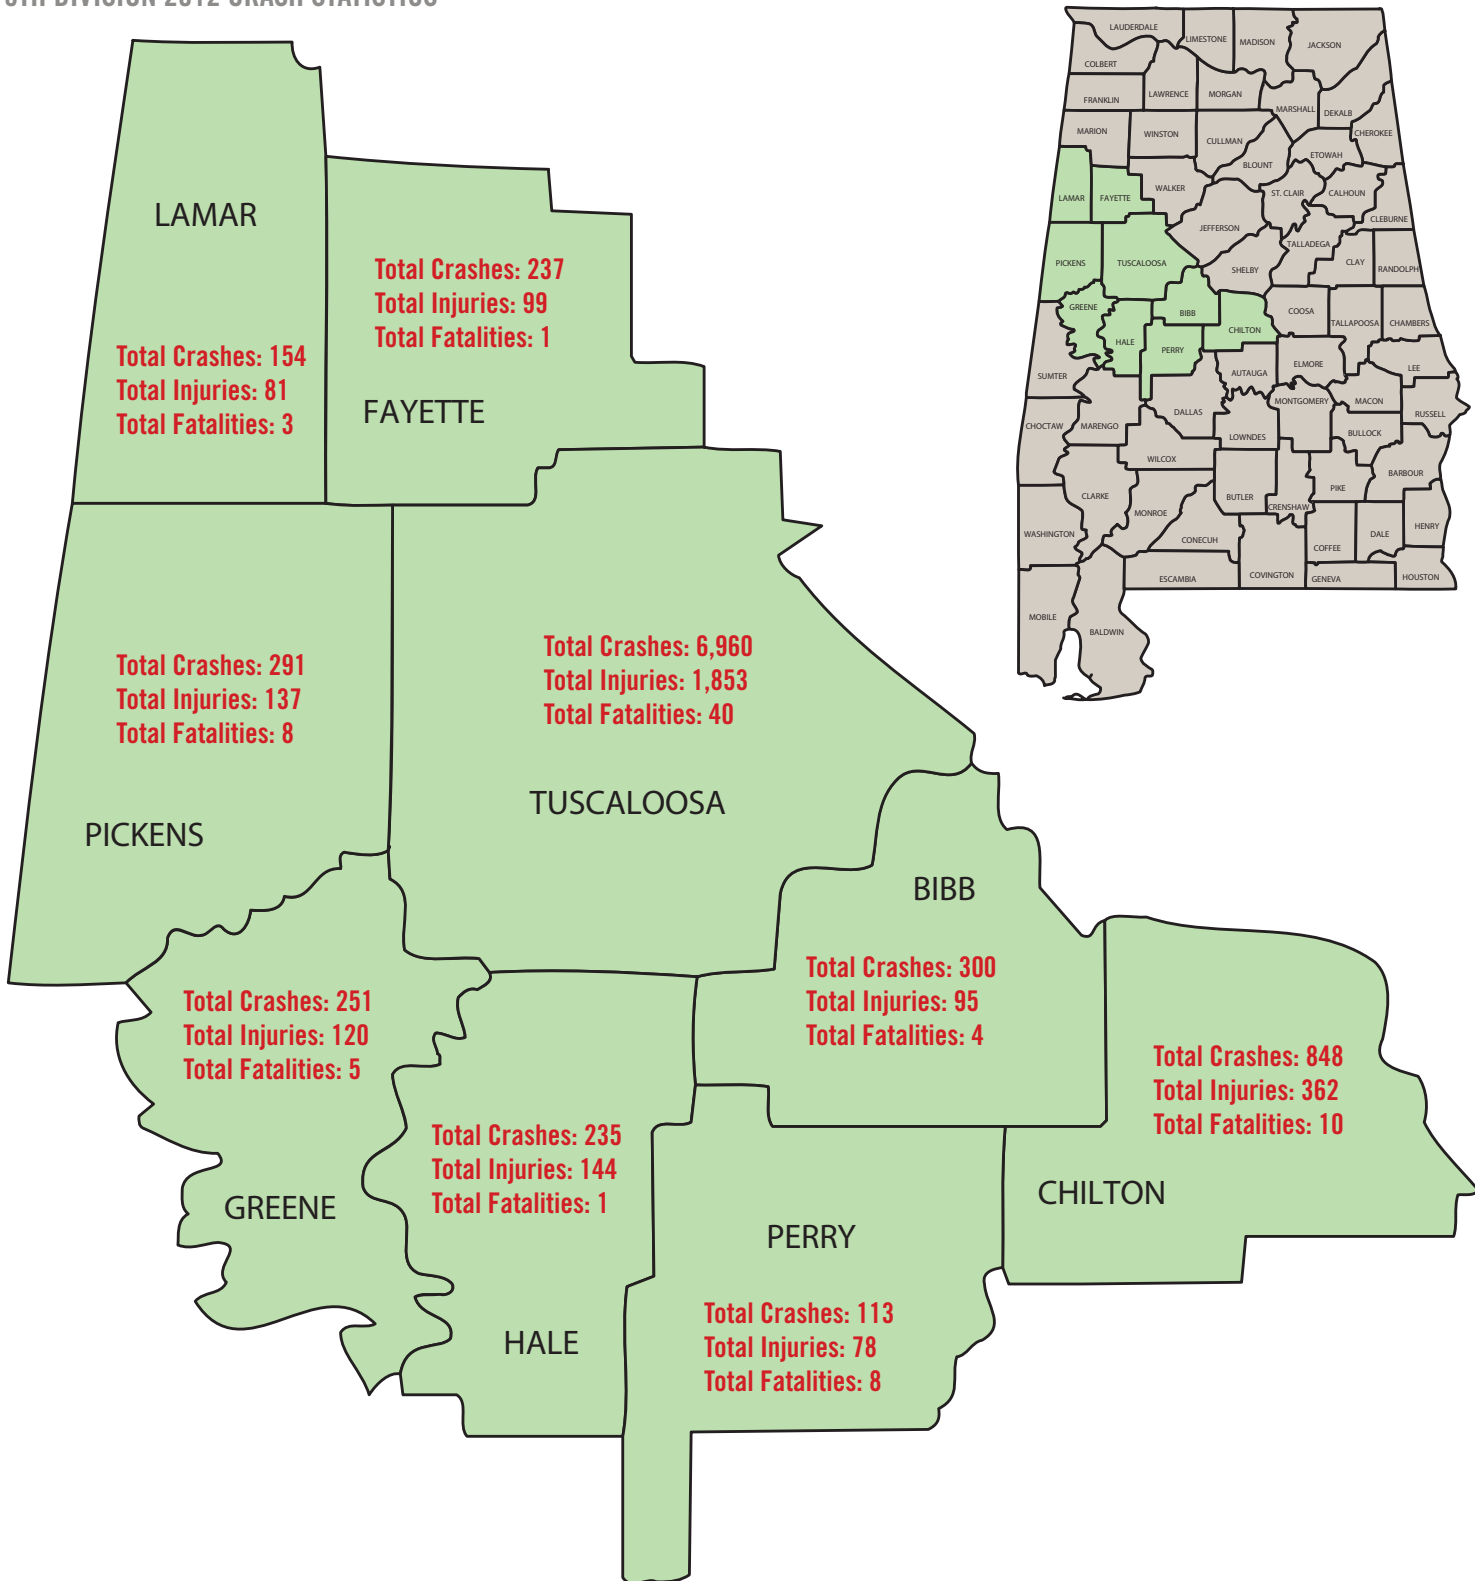 DIVISION 2012 CRASH STATISTICS
LAMAR
Total Crashes: 154
Total Injuries: 81
Total Fatalities: 3
Total Crashes: 237
Total Injuries: 99
Total Fatalities: 1
FAYETTE
Total Crashes: 291
Total Injuries: 137
Total Fatalities: 8
PICKENS
Total Crashes: 6,960
Total Injuries: 1,853
Total Fatalities: 40
TUSCALOOSA
BIBB
Total Crashes: 300
Total Injuries: 95
Total Fatalities: 4
Total Crashes: 251
Total Injuries: 120
Total Fatalities: 5
GREENE
Total Crashes: 235
Total Injuries: 144
Total Fatalities: 1
HALE
PERRY
Total Crashes: 113
Total Injuries: 78
Total Fatalities: 8
Total Crashes: 848
Total Injuries: 362
Total Fatalities: 10
CHILTON
LAUDERDALE
LIMESTONE
MADISON
JACKSON
COLBERT
FRANKLIN
LAWRENCE
MORGAN
MARSHALL
DEKALB
MARION
WINSTON
CULLMAN
CHEROKEE
BLOUNT
ETOWAH
LAMAR
FAYETTE
WALKER
ST. CLAIR
CALHOUN
CLEBURNE
JEFFERSON
TALLADEGA
PICKENS
TUSCALOOSA
SHELBY
CLAY
RANDOLPH
GREENE
BIBB
COOSA
TALLAPOOSA
CHAMBERS
HALE
PERRY
CHILTON
SUMTER
AUTAUGA
ELMORE
LEE
CHOCTAW
MARENGO
DALLAS
MONTGOMERY
MACON
RUSSELL
LOWNDES
BULLOCK
WILCOX
BARBOUR
CLARKE
BUTLER
PIKE
MONROE
CRENSHAW
WASHINGTON
CONECUH
COFFEE
DALE
HENRY
ESCAMBIA
COVINGTON
GENEVA
HOUSTON
MOBILE
BALDWIN